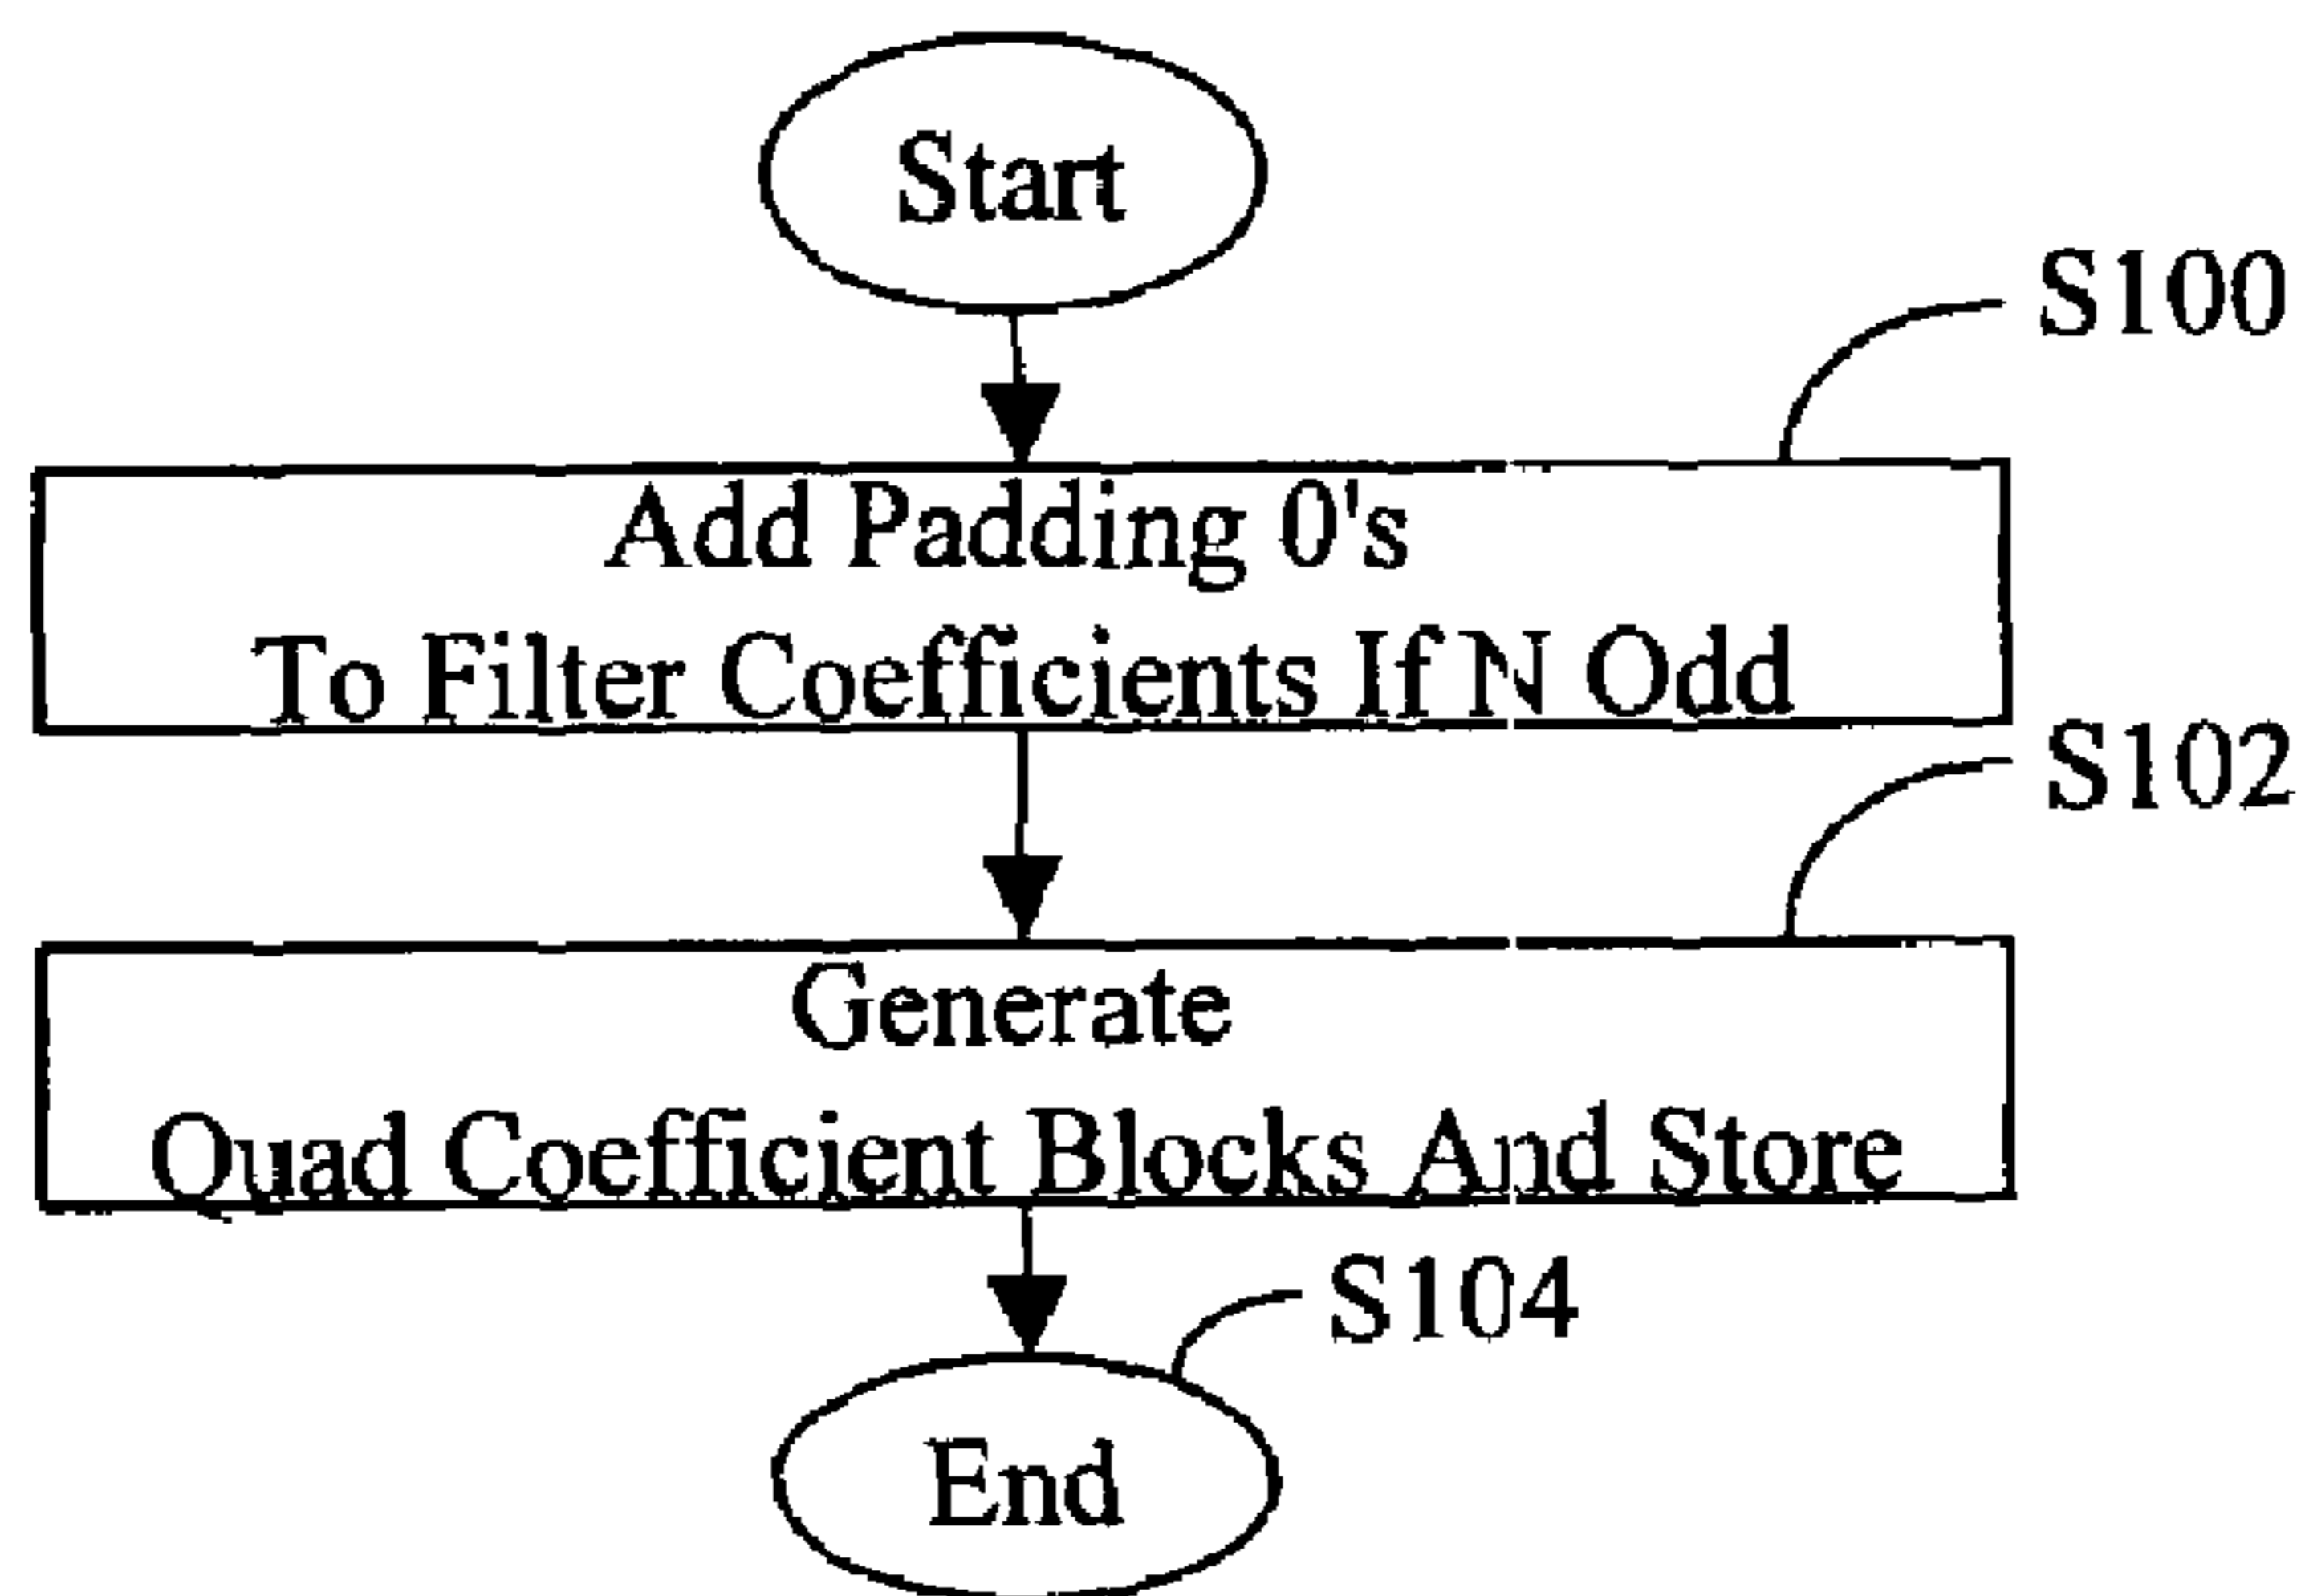 Start
S100
Add Padding 0's
To Filter Coefficients If N Odd
S102
Generate
Quad Coefficient Blocks And Store
S104
End